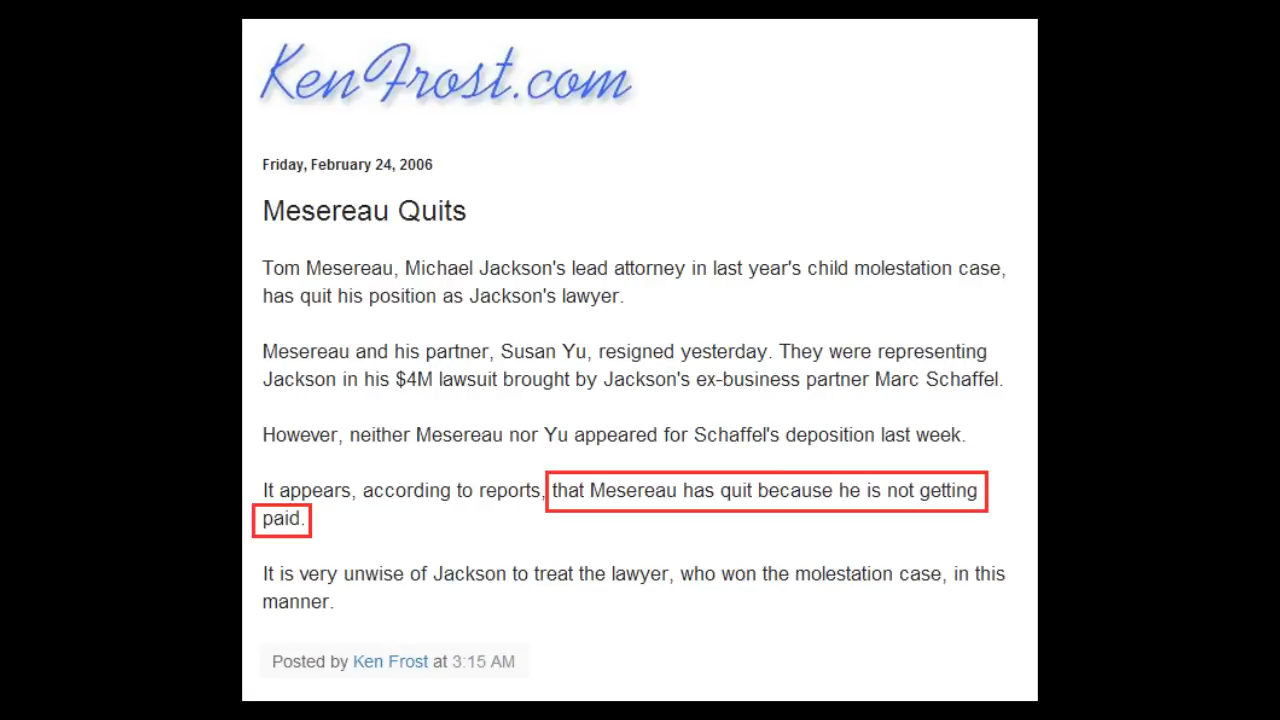 KenFrost.com
Friday, February 24, 2006
Mesereau Quits
Tom Mesereau, Michael Jackson's lead attorney in last year's child molestation case,
has quit his position as Jackson's lawyer.
Mesereau and his partner, Susan Yu, resigned yesterday. They were representing
Jackson in his $4M lawsuit brought by Jackson's ex-business partner Marc Schaffel.
However, neither Mesereau nor Yu appeared for Schaffel's deposition last week.
It appears, according to reports, that Mesereau has quit because he is not getting
paid.
It is very unwise of Jackson to treat the lawyer, who won the molestation case, in this
manner.
Posted by Ken Frost at 3:15 AM